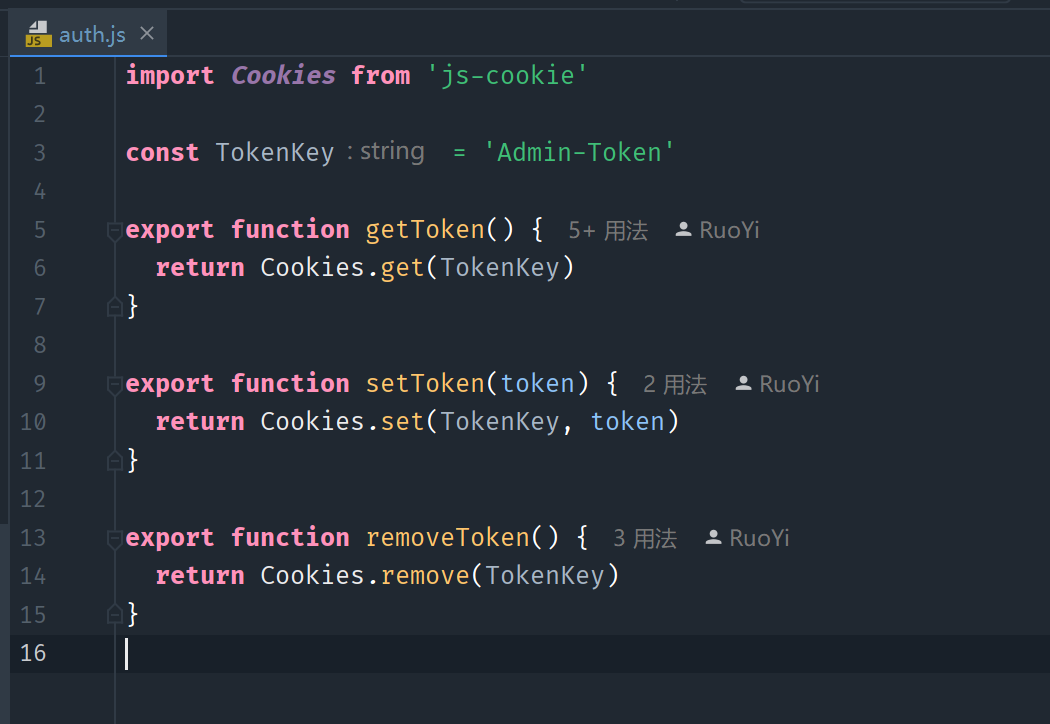 auth.js
1 import Cookies from 'js-cookie'
2
3 const TokenKey : string = 'Admin-Token'
4
5 export function getToken() { 5+ 用法 RuoYi
6 return Cookies.get(TokenKey)
7 }
8
9 export function setToken(token) { 2 用法 RuoYi
10 return Cookies.set(TokenKey, token)
11 }
12
13 export function removeToken() { 3 用法 RuoYi
14 return Cookies.remove(TokenKey)
15 }
16